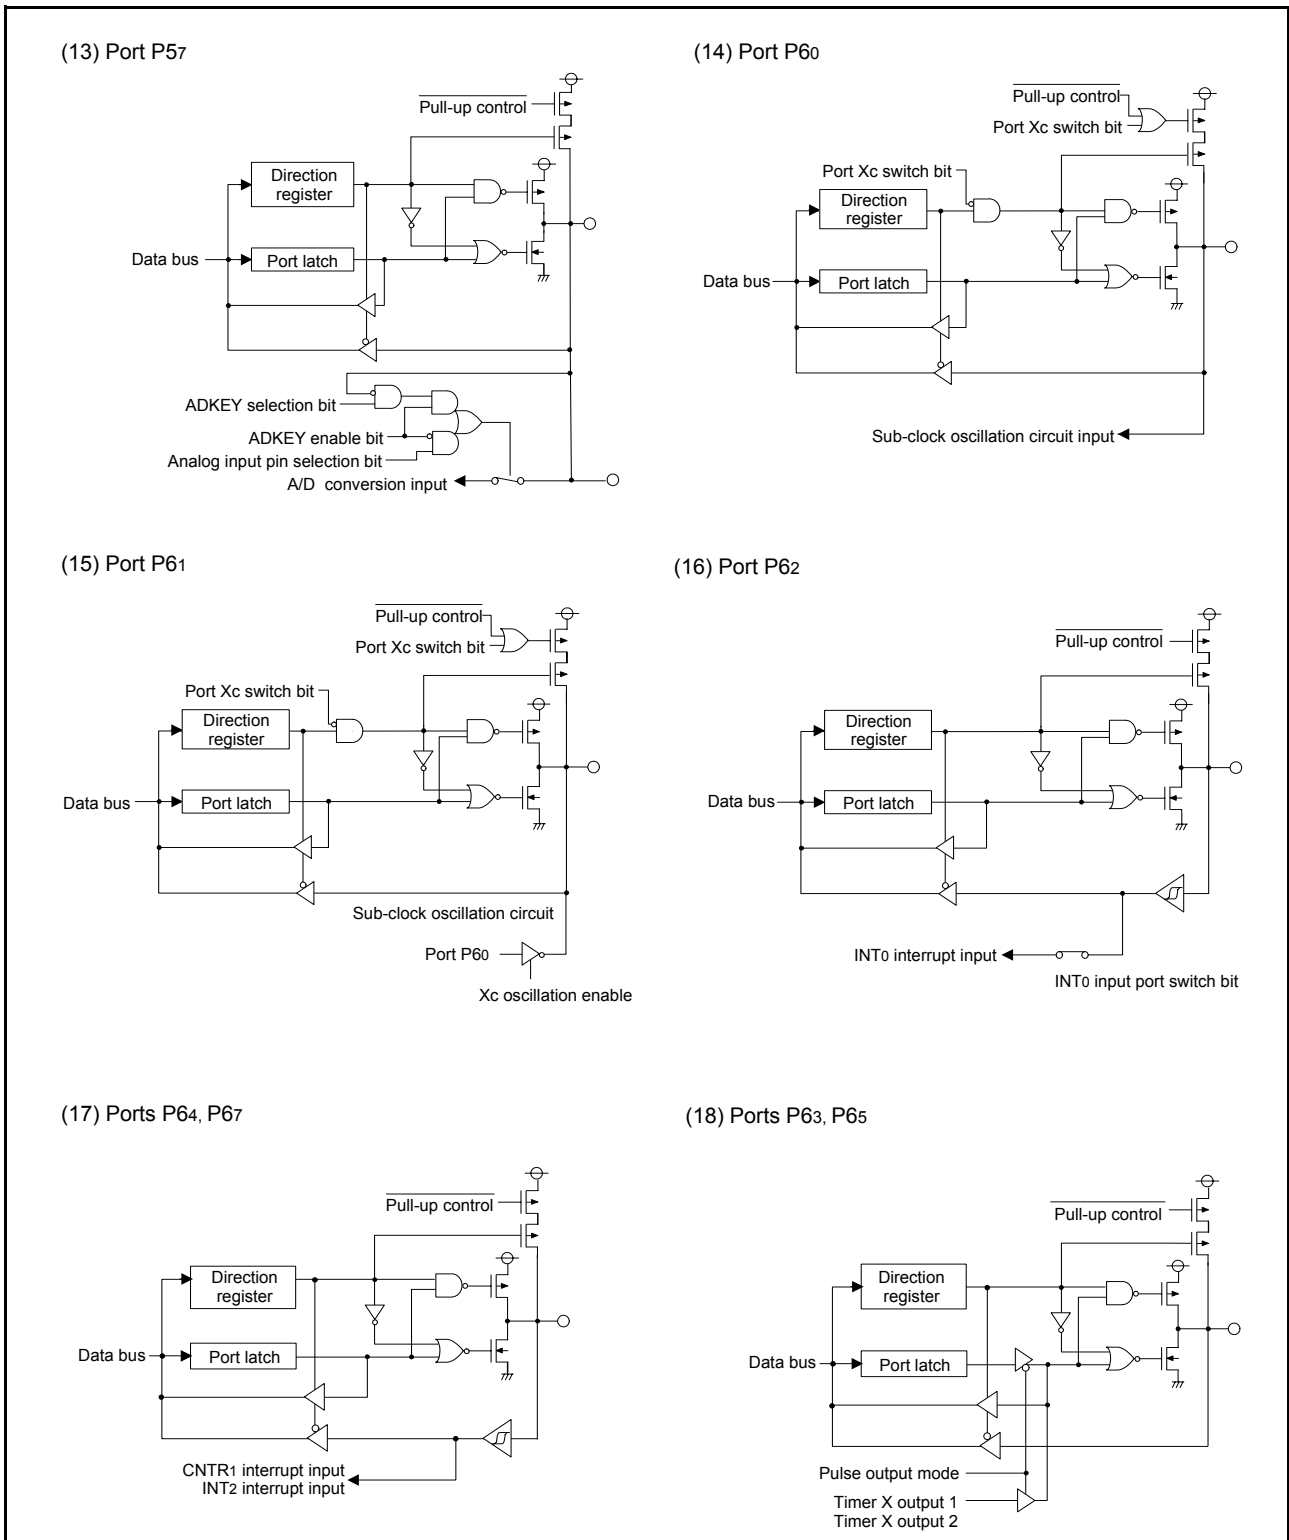 (13) Port P57
Pull-up control
Direction
register
Data bus
Port latch
ADKEY selection bit
ADKEY enable bit
Analog input pin selection bit
A/D conversion input
(14) Port P60
Pull-up control
Port Xc switch bit
Port Xc switch bit
Direction
register
Data bus
Port latch
Sub-clock oscillation circuit input
(15) Port P61
Pull-up control
Port Xc switch bit
Port Xc switch bit
Direction
register
Data bus
Port latch
Sub-clock oscillation circuit
Port P60
Xc oscillation enable
(16) Port P62
Pull-up control
Direction
register
Data bus
Port latch
INT0 interrupt input
INT0 input port switch bit
(17) Ports P64, P67
Pull-up control
Direction
register
Data bus
Port latch
CNTR1 interrupt input
INT2 interrupt input
(18) Ports P63, P65
Pull-up control
Direction
register
Data bus
Port latch
Pulse output mode
Timer X output 1
Timer X output 2